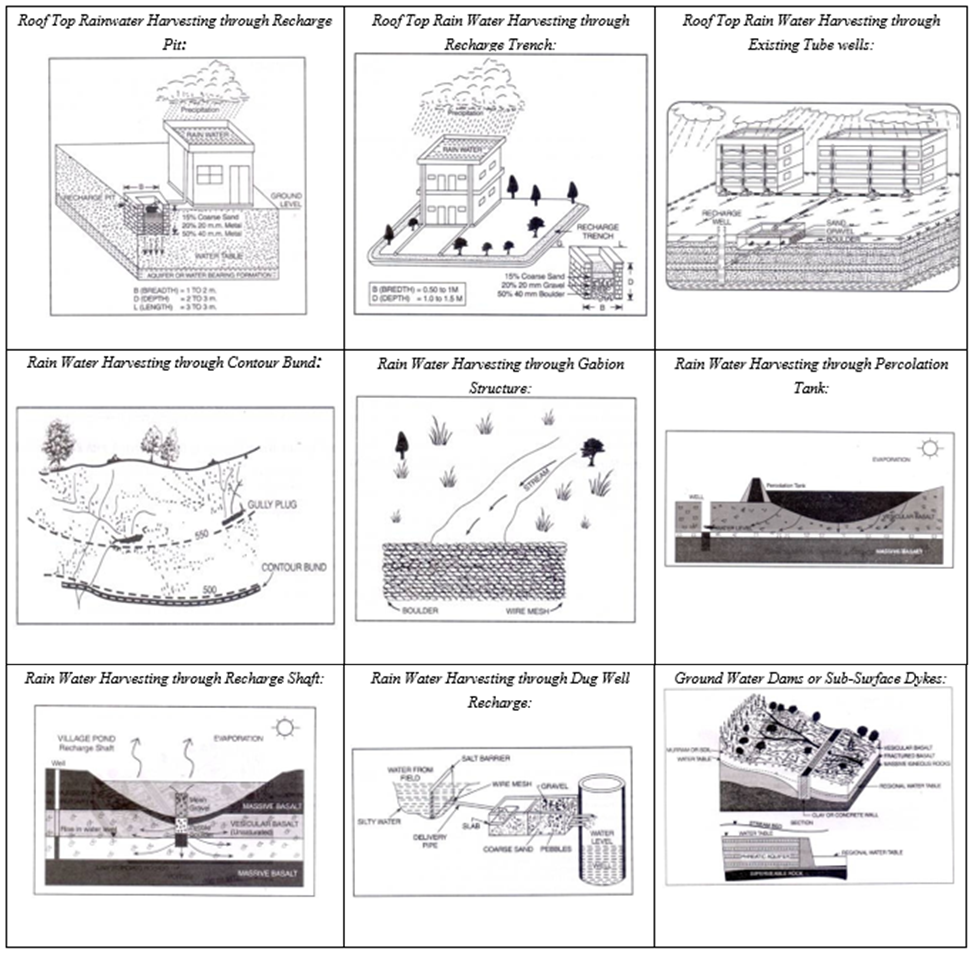 Roof Top Rainwater Harvesting through Recharge
Pit:
Precipitation
RAIN WATER
RECHARGE PIT
B
GROUND
LEVEL
15% Coarse Sand
20% 20 m.m. Metal
50% 40 mm. Metal
WATER TABLE
AQUIFER OR WATER BEARING FORMATION
B (BREADTH) = 1 TO 2 m.
D (DEPTH) = 2 TO 3 m.
L (LENGTH) = 3 TO 3 m.
Roof Top Rain Water Harvesting through
Recharge Trench:
Precipitation
RAIN WATER
RECHARGE
TRENCH
L
15% Coarse Sand
20% 20 mm Gravel
50% 40 mm Boulder
D
B
B (BREDTH) = 0.50 to 1M
D (DEPTH) = 1.0 to 1.5 M
Roof Top Rain Water Harvesting through
Existing Tube wells:
RECHARGE
WELL
SAND
GRAVEL
BOULDER
Rain Water Harvesting through Contour Bund:
GULLY PLUG
550
CONTOUR BUND
500
Rain Water Harvesting through Gabion
Structure:
STREAM
BOULDER
WIRE MESH
Rain Water Harvesting through Percolation
Tank:
EVAPORATION
Percolation Tank
WELL
WATER LEVEL
VESICULAR BASALT
MASSIVE BASALT
Rain Water Harvesting through Recharge Shaft:
VILLAGE POND
Recharge Shaft
EVAPORATION
Well
Gravel
MASSIVE BASALT
Rise in water level
VESICULAR BASALT
(Unsaturated)
MASSIVE BASALT
Rain Water Harvesting through Dug Well
Recharge:
SALT BARRIER
WATER FROM
FIELD
WIRE MESH
GRAVEL
SILTY WATER
DELIVERY
PIPE
SLAB
COARSE SAND
PEBBLES
WATER
LEVEL
WELL
Ground Water Dams or Sub-Surface Dykes:
MURRAM OR SOIL
WATER TABLE
VESICULAR BASALT
FRACTURED BASALT
MASSIVE IGNEOUS ROCKS
REGIONAL WATER TABLE
CLAY OR CONCRETE WALL
SECTION
STREAM BED
WATER TABLE
REGIONAL WATER TABLE
PHREATIC AQUIFER
IMPERMEABLE ROCK